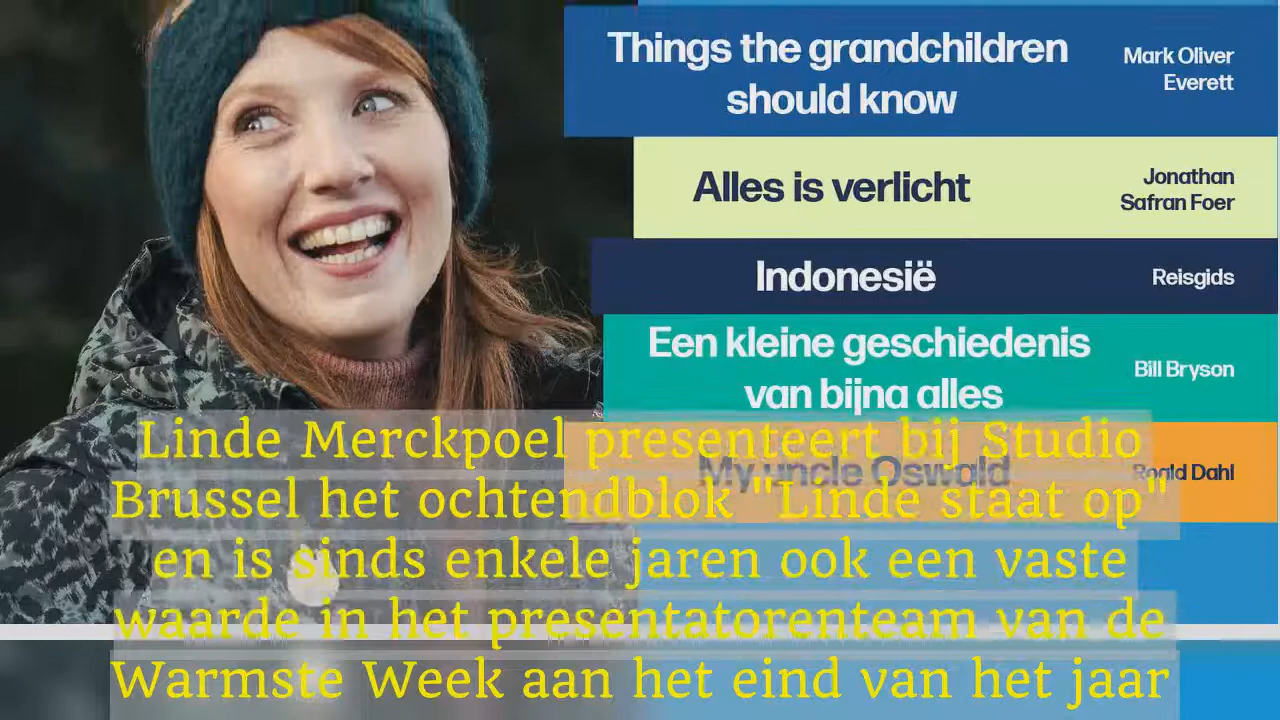 Things the grandchildren
should know
Mark Oliver
Everett
Alles is verlicht
Jonathan
Safran Foer
Indonesië
Reisgids
Een kleine geschiedenis
van bijna alles
Bill Bryson
My uncle Oswald
Roald Dahl
Linde Merckpoel presenteert bij Studio
Brussel het ochtendblok "Linde staat op"
en is sinds enkele jaren ook een vaste
waarde in het presentatorenteam van de
Warmste Week aan het eind van het jaar